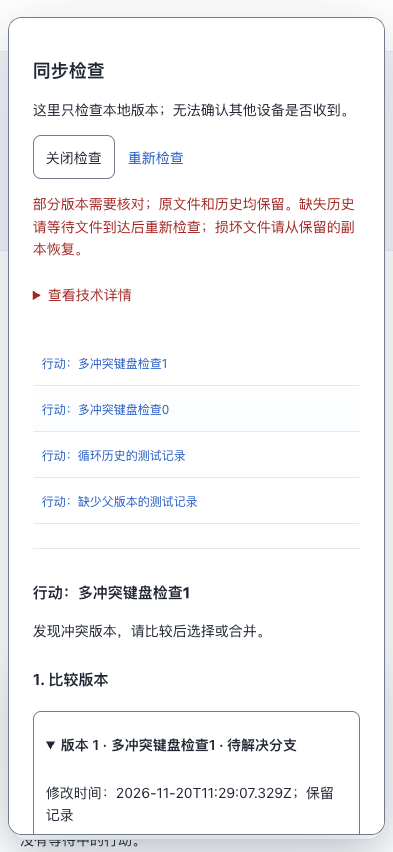 同步检查
这里只检查本地版本；无法确认其他设备是否收到。
关闭检查 重新检查
部分版本需要核对；原文件和历史均保留。缺失历史
请等待文件到达后重新检查；损坏文件请从保留的副
本恢复。
查看技术详情
行动：多冲突键盘检查1
行动：多冲突键盘检查0
行动：循环历史的测试记录
行动：缺少父版本的测试记录
行动：多冲突键盘检查1
发现冲突版本，请比较后选择或合并。
1. 比较版本
版本 1 · 多冲突键盘检查1 · 待解决分支
修改时间：2026-11-20T11:29:07.329Z；保留
记录
没有等待中的行动。